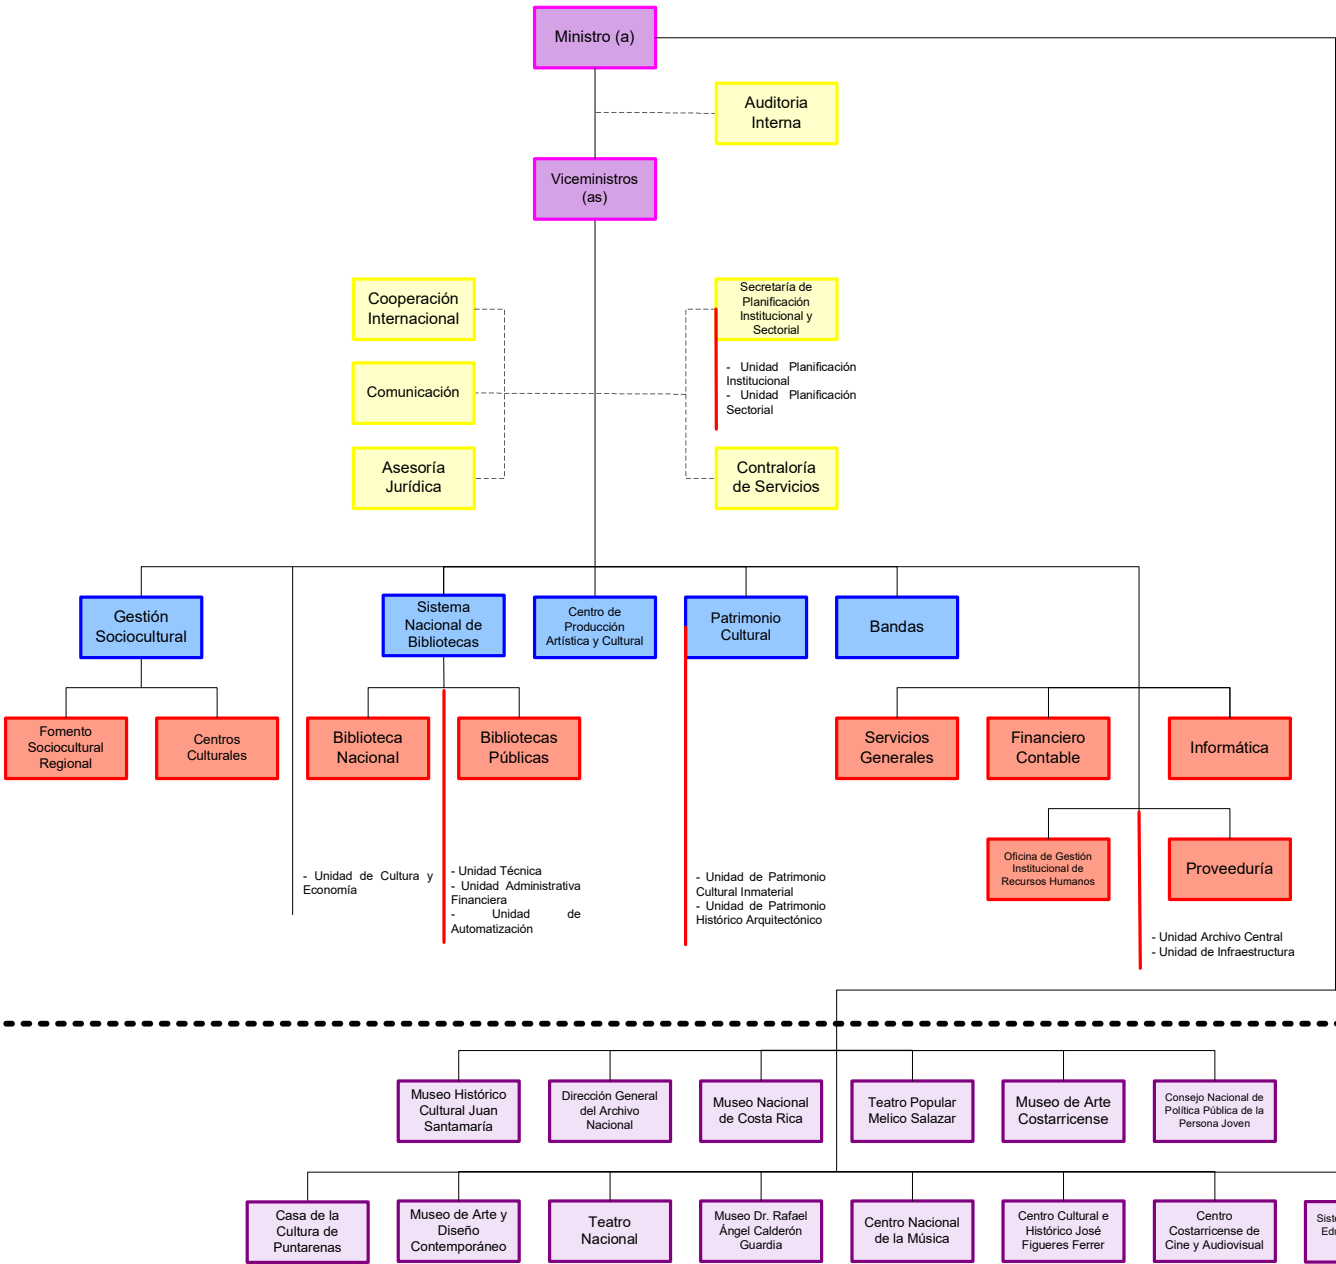 Ministro (a)
Auditoria
Interna
Viceministros
(as)
Cooperación
Internacional
Secretaría de
Planificación
Institucional y
Sectorial
- Unidad Planificación
Institucional
- Unidad Planificación
Sectorial
Comunicación
Asesoría
Jurídica
Contraloría
de Servicios
Gestión
Sociocultural
Sistema
Nacional de
Bibliotecas
Centro de
Producción
Artística y Cultural
Patrimonio
Cultural
Bandas
Fomento
Sociocultural
Regional
Centros
Culturales
Biblioteca
Nacional
Bibliotecas
Públicas
Servicios
Generales
Financiero
Contable
Informática
Oficina de Gestión
Institucional de
Recursos Humanos
Proveeduría
- Unidad de Cultura y
Economía
- Unidad Técnica
- Unidad Administrativa
Financiera
- Unidad de
Automatización
- Unidad de Patrimonio
Cultural Inmaterial
- Unidad de Patrimonio
Histórico Arquitectónico
- Unidad Archivo Central
- Unidad de Infraestructura
Museo Histórico
Cultural Juan
Santamaría
Dirección General
del Archivo
Nacional
Museo Nacional
de Costa Rica
Teatro Popular
Melico Salazar
Museo de Arte
Costarricense
Consejo Nacional de
Política Pública de la
Persona Joven
Casa de la
Cultura de
Puntarenas
Museo de Arte y
Diseño
Contemporáneo
Teatro
Nacional
Museo Dr. Rafael
Ángel Calderón
Guardia
Centro Nacional
de la Música
Centro Cultural e
Histórico José
Figueres Ferrer
Centro
Costarricense de
Cine y Audiovisual